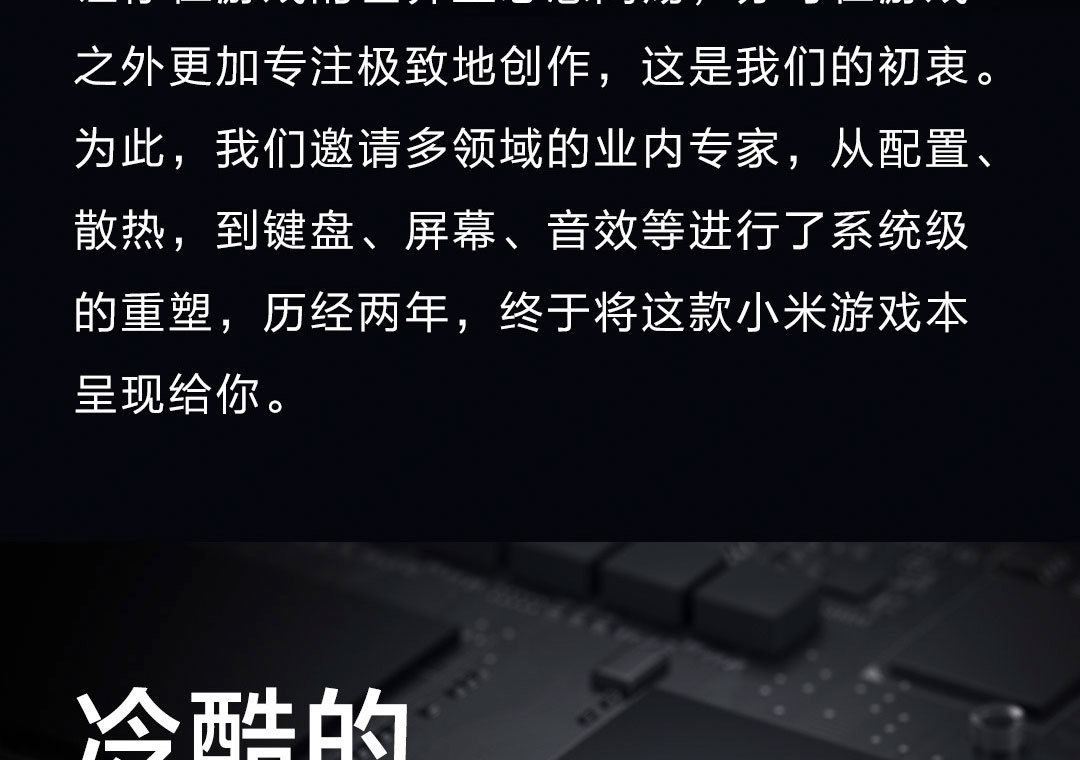 之外更加专注极致地创作，这是我们的初衷。
为此，我们邀请多领域的业内专家，从配置、
散热，到键盘、屏幕、音效等进行了系统级
的重塑，历经两年，终于将这款小米游戏本
呈现给你。
冷酷的